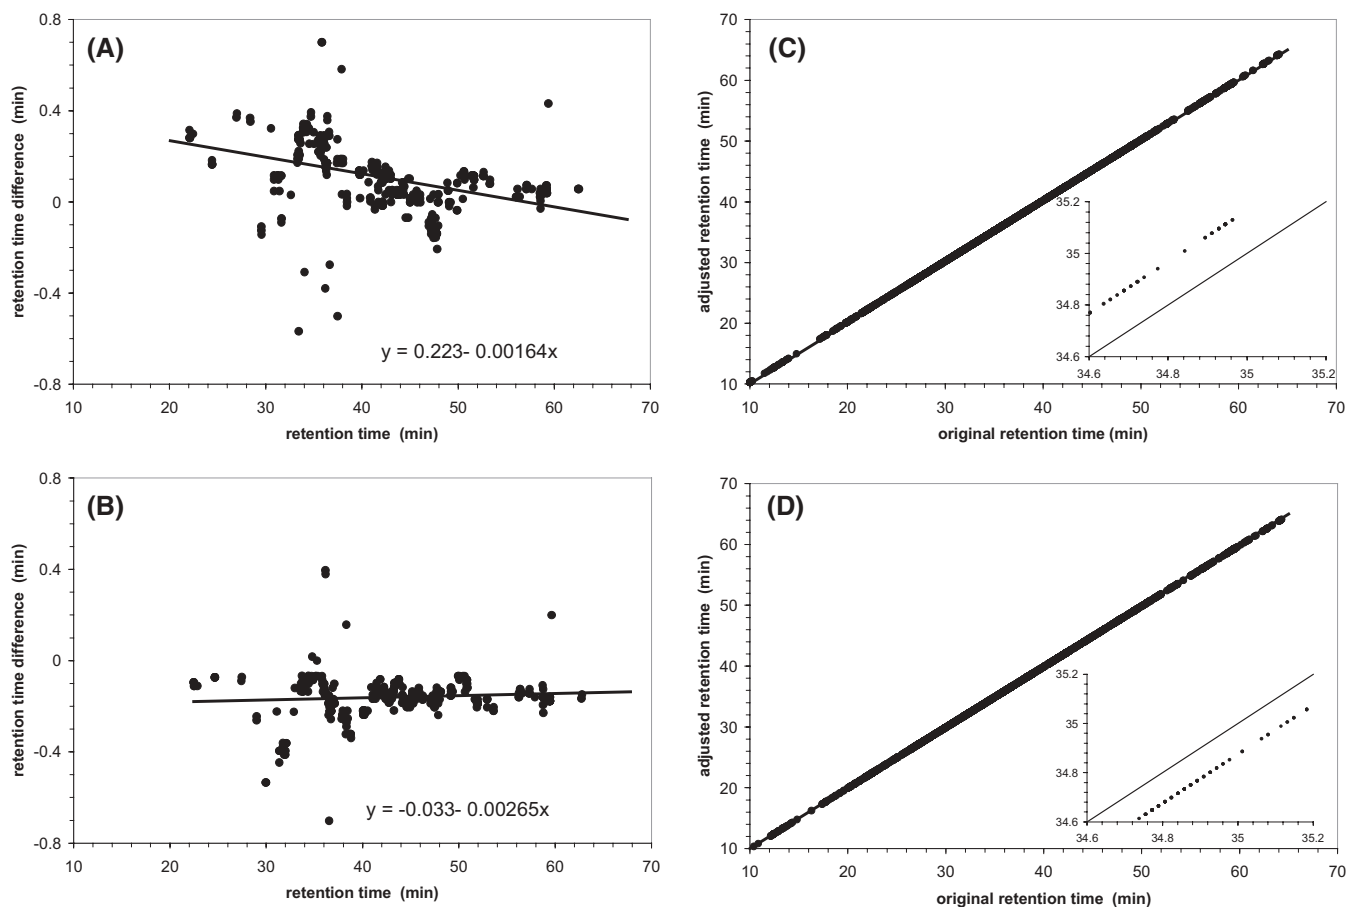 (A)
retention time difference (min)
0.8
0.4
0
-0.4
-0.8
y = 0.223- 0.00164x
10 20 30 40 50 60 70
retention time (min)
(C)
adjusted retention time (min)
70
60
50
40
30
20
10
35.2
35
34.8
34.6
34.6 34.8 35 35.2
10 20 30 40 50 60 70
original retention time (min)
(B)
retention time difference (min)
0.8
0.4
0
-0.4
-0.8
y = -0.033- 0.00265x
10 20 30 40 50 60 70
retention time (min)
(D)
adjusted retention time (min)
70
60
50
40
30
20
10
35.2
35
34.8
34.6
34.6 34.8 35 35.2
10 20 30 40 50 60 70
original retention time (min)